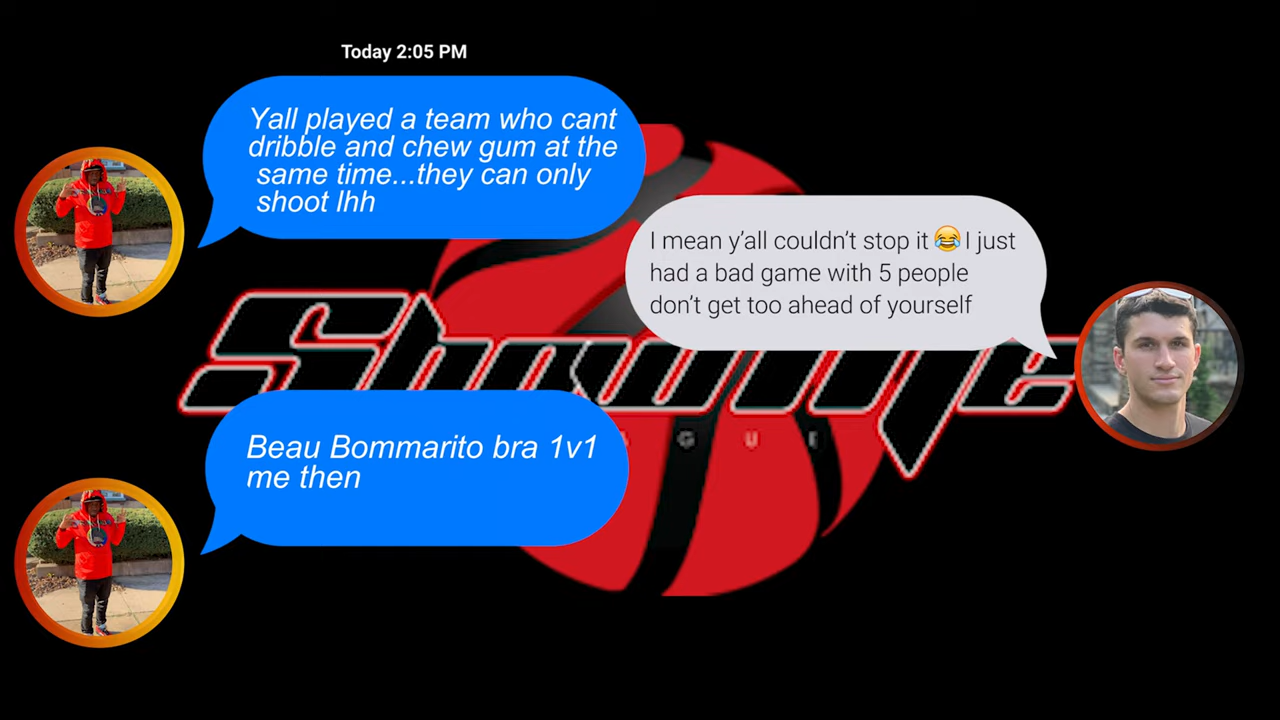 Today 2:05 PM
Yall played a team who cant
dribble and chew gum at the
same time...they can only
shoot lhh
I mean y'all couldn't stop it 😂 I just
had a bad game with 5 people
don't get too ahead of yourself
Beau Bommarito bra 1v1
me then
G U E